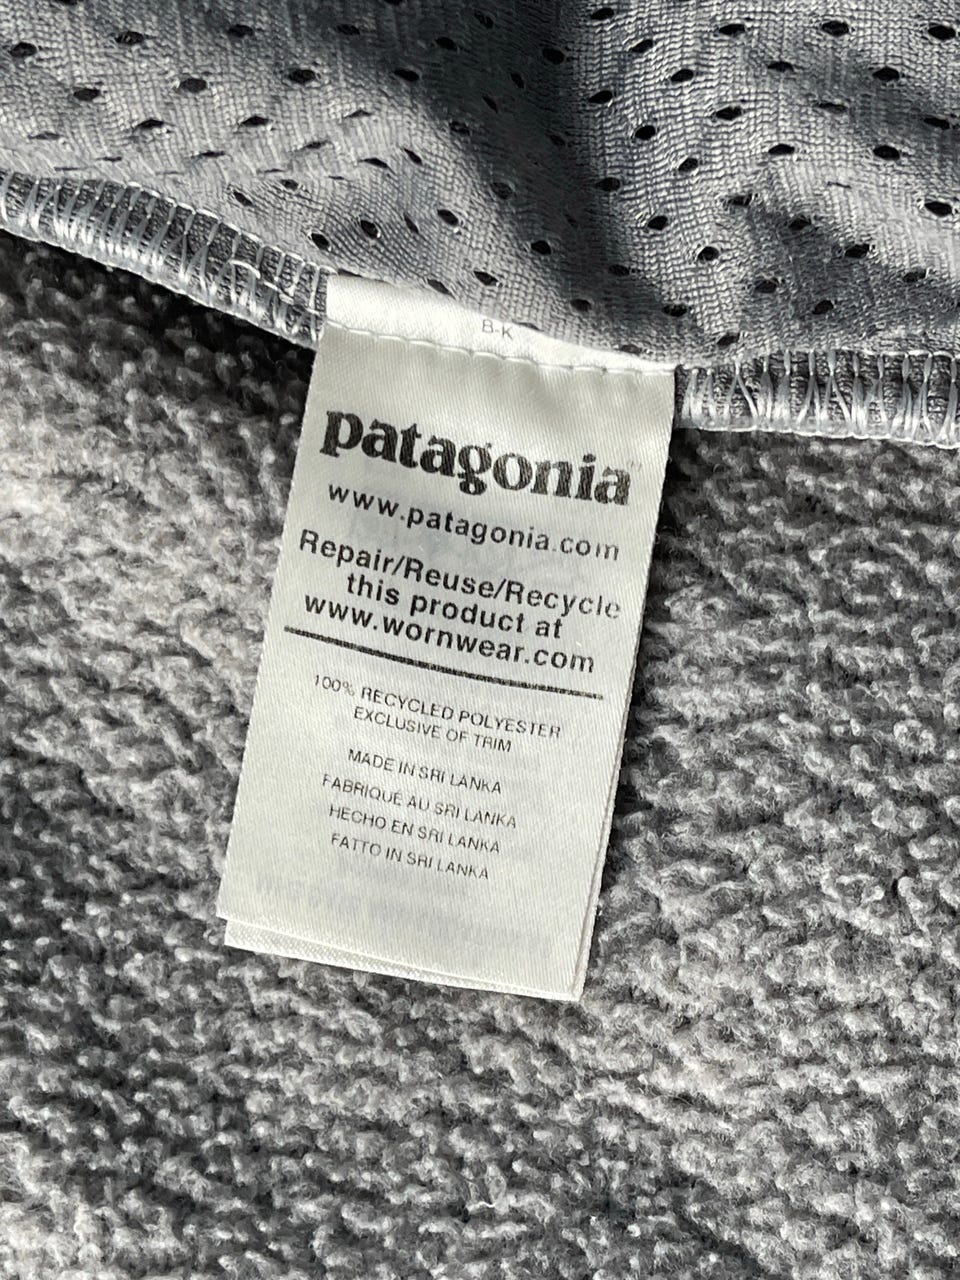 B-K
patagonia
www.patagonia.com
Repair/Reuse/Recycle
this product at
www.wornwear.com
100% RECYCLED POLYESTER
EXCLUSIVE OF TRIM
MADE IN SRI LANKA
FABRIQUÉ AU SRI LANKA
HECHO EN SRI LANKA
FATTO IN SRI LANKA